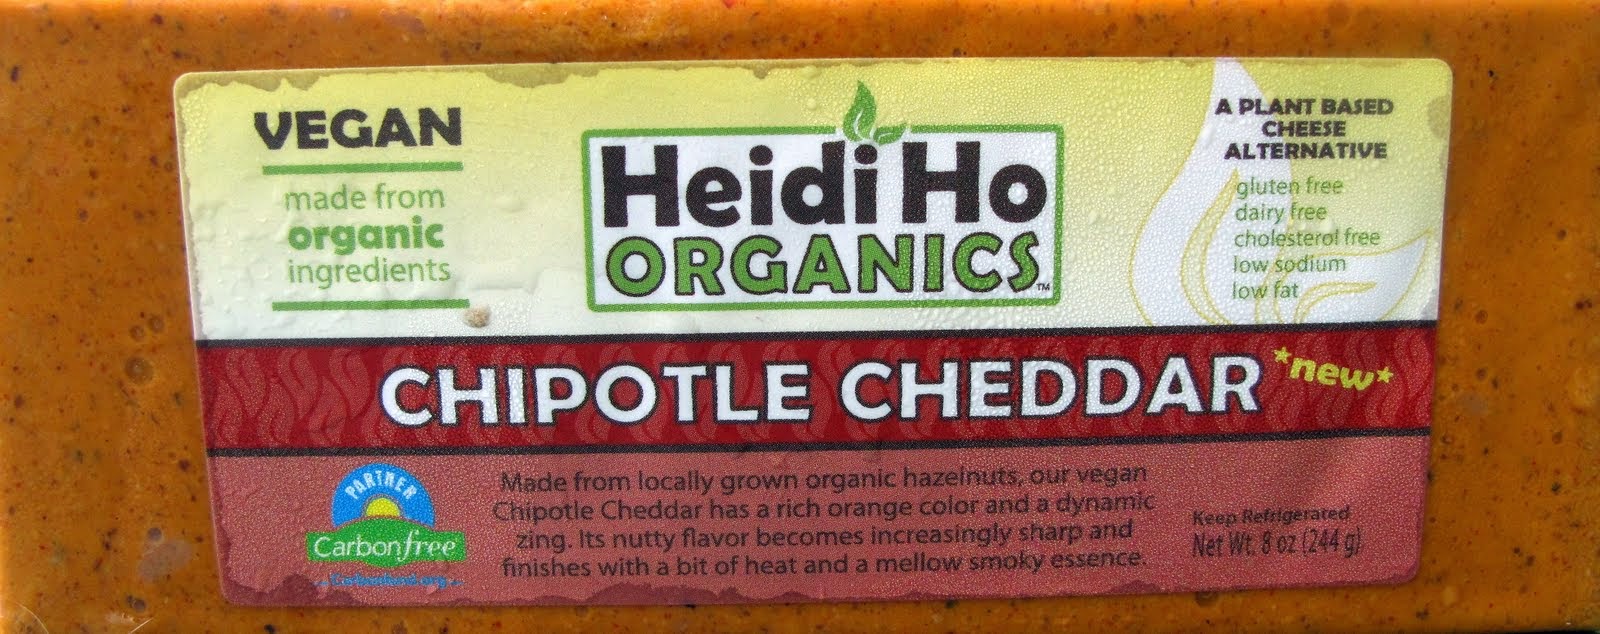 VEGAN
made from
organic
ingredients
Heidi Ho
ORGANICS™
A PLANT BASED
CHEESE
ALTERNATIVE
gluten free
dairy free
cholesterol free
low sodium
low fat
CHIPOTLE CHEDDAR *new*
PARTNER
Carbonfree
Carbonfund.org
Made from locally grown organic hazelnuts, our vegan
Chipotle Cheddar has a rich orange color and a dynamic
zing. Its nutty flavor becomes increasingly sharp and
finishes with a bit of heat and a mellow smoky essence.
Keep Refrigerated
Net Wt. 8 oz (244 g)